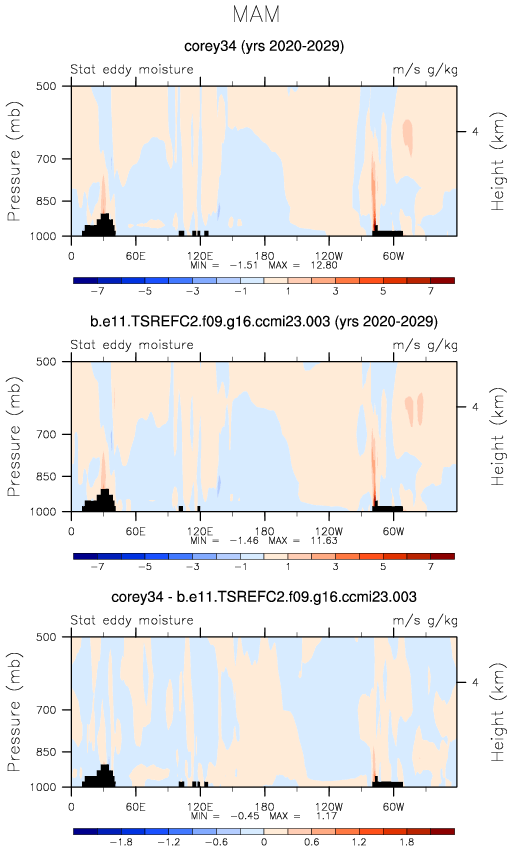 MAM
corey34 (yrs 2020-2029)
Stat eddy moisture m/s g/kg
500
700
850
1000
Pressure (mb)
4
Height (km)
0 60E 120E 180 120W 60W
MIN = -1.51 MAX = 12.80
-7 -5 -3 -1 1 3 5 7
b.e11.TSREFC2.f09.g16.ccmi23.003 (yrs 2020-2029)
Stat eddy moisture m/s g/kg
500
700
850
1000
Pressure (mb)
4
Height (km)
0 60E 120E 180 120W 60W
MIN = -1.46 MAX = 11.63
-7 -5 -3 -1 1 3 5 7
corey34 - b.e11.TSREFC2.f09.g16.ccmi23.003
Stat eddy moisture m/s g/kg
500
700
850
1000
Pressure (mb)
4
Height (km)
0 60E 120E 180 120W 60W
MIN = -0.45 MAX = 1.17
-1.8 -1.2 -0.6 0 0.6 1.2 1.8